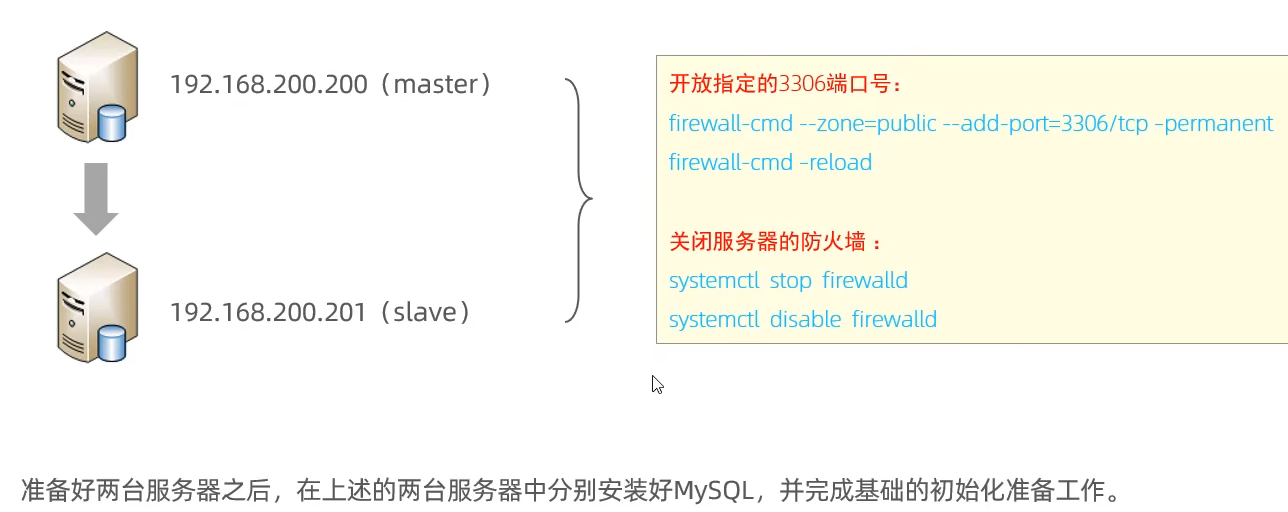 192.168.200.200（master）
192.168.200.201（slave）
开放指定的3306端口号：
firewall-cmd --zone=public --add-port=3306/tcp -permanent
firewall-cmd -reload
关闭服务器的防火墙：
systemctl stop firewalld
systemctl disable firewalld
准备好两台服务器之后，在上述的两台服务器中分别安装好MySQL，并完成基础的初始化准备工作。